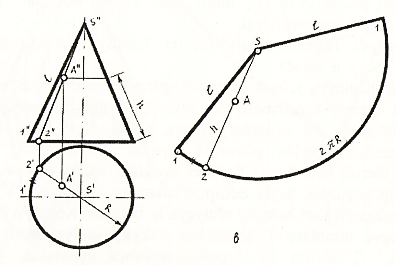 S"
A"
l
h
1" 2"
2'
A'
1'
S'
R
S
l
1
l
A
h
1
2
2πR
в